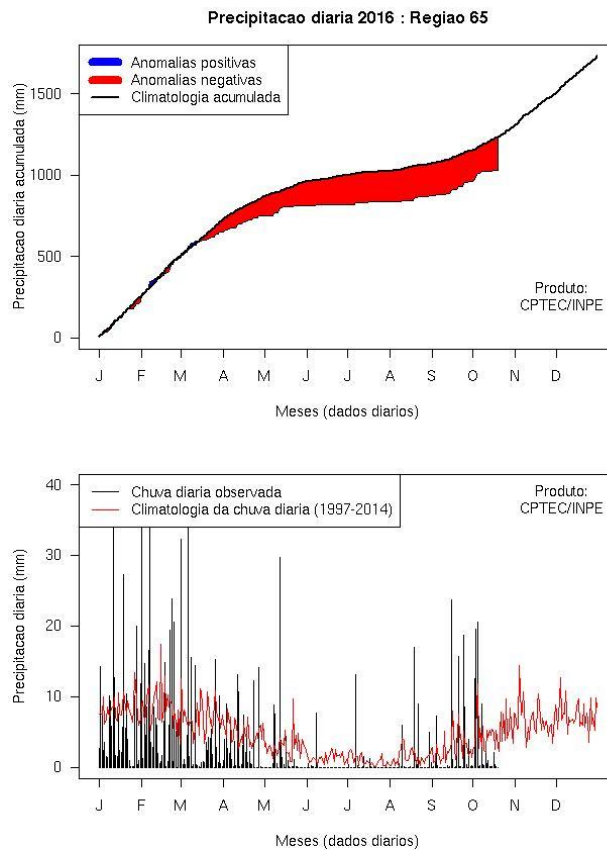 Precipitacao diaria 2016 : Regiao 65
Anomalias positivas
Anomalias negativas
Climatologia acumulada
Precipitacao diaria acumulada (mm)
1500
1000
500
0
Produto:
CPTEC/INPE
J F M A M J J A S O N D
Meses (dados diarios)
Chuva diaria observada
Climatologia da chuva diaria (1997-2014)
Produto:
CPTEC/INPE
Precipitacao diaria (mm)
40
30
20
10
0
J F M A M J J A S O N D
Meses (dados diarios)